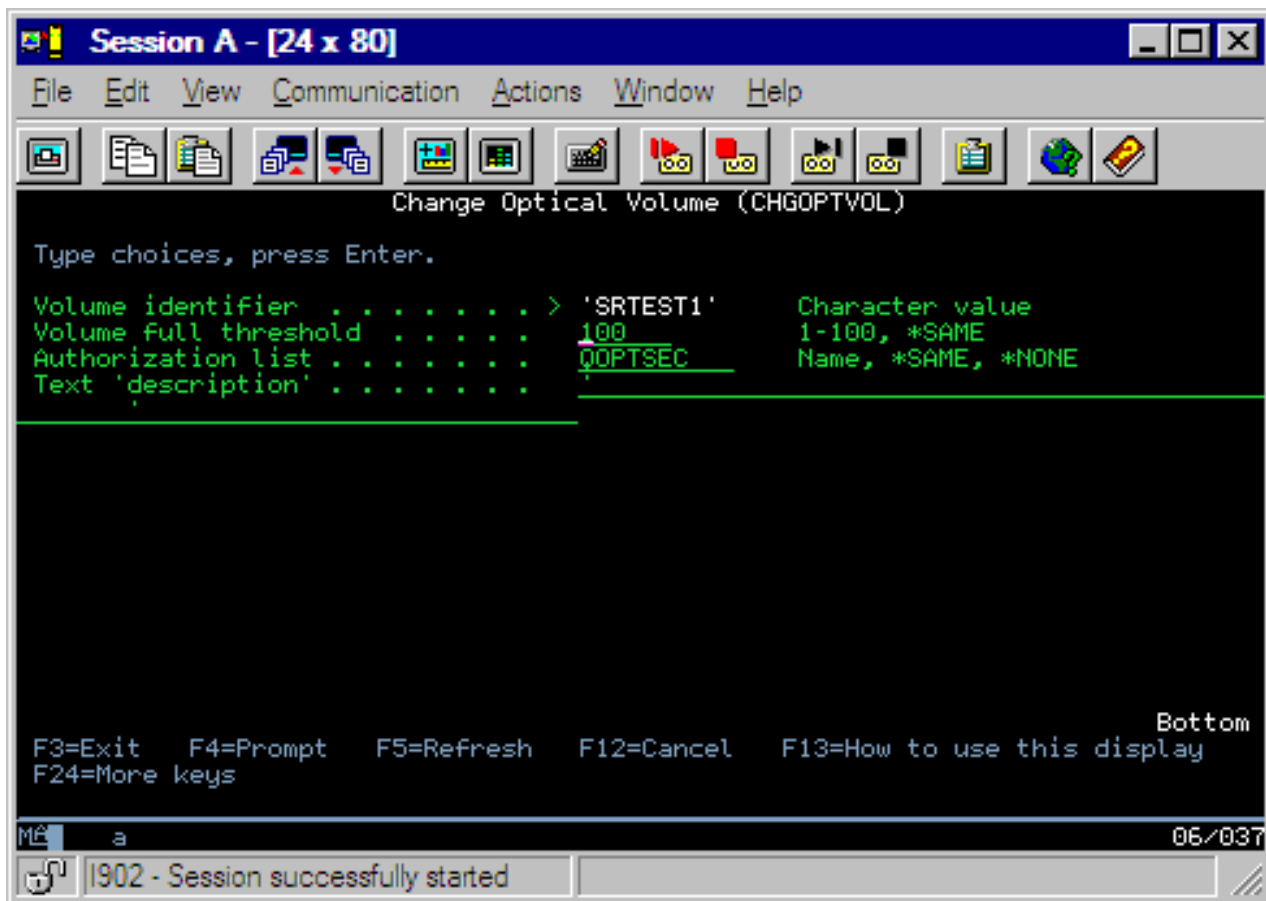 Session A - [24 x 80]
File Edit View Communication Actions Window Help
Change Optical Volume (CHGOPTVOL)
Type choices, press Enter.
Volume identifier . . . . . . . > 'SRTEST1' Character value
Volume full threshold . . . . . 100 1-100, *SAME
Authorization list . . . . . . . QOPTSEC Name, *SAME, *NONE
Text 'description' . . . . . . . '
'
Bottom
F3=Exit F4=Prompt F5=Refresh F12=Cancel F13=How to use this display
F24=More keys
a 06/037
I902 - Session successfully started